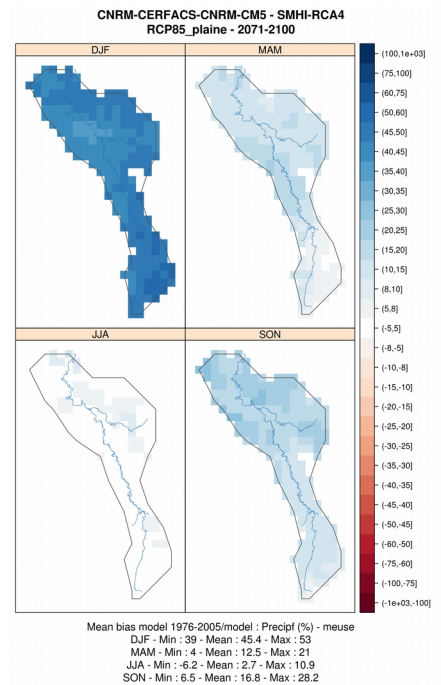 CNRM-CERFACS-CNRM-CM5 - SMHI-RCA4
RCP85_plaine - 2071-2100
DJF
MAM
JJA
SON
(100,1e+03]
(75,100]
(60,75]
(50,60]
(45,50]
(40,45]
(35,40]
(30,35]
(25,30]
(20,25]
(15,20]
(10,15]
(8,10]
(5,8]
(-5,5]
(-8,-5]
(-10,-8]
(-15,-10]
(-20,-15]
(-25,-20]
(-30,-25]
(-35,-30]
(-40,-35]
(-45,-40]
(-50,-45]
(-60,-50]
(-75,-60]
(-100,-75]
(-1e+03,-100]
Mean bias model 1976-2005/model : Precipf (%) - meuse
DJF - Min : 39 - Mean : 45.4 - Max : 53
MAM - Min : 4 - Mean : 12.5 - Max : 21
JJA - Min : -6.2 - Mean : 2.7 - Max : 10.9
SON - Min : 6.5 - Mean : 16.8 - Max : 28.2